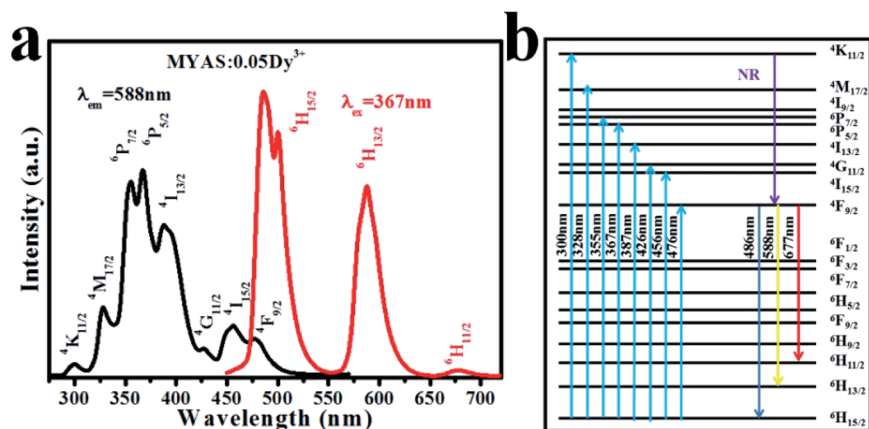 a
MYAS:0.05Dy³⁺
λem=588nm
λex=367nm
⁴K₁₁/₂
⁴M₁₇/₂
⁶P₇/₂
⁶P₅/₂
⁴I₁₃/₂
⁴G₁₁/₂
⁴I₁₅/₂
⁴F₉/₂
⁶H₁₅/₂
⁶H₁₃/₂
⁶H₁₁/₂
Intensity (a.u.)
275 300 350 400 450 500 550 600 650 700
Wavelength (nm)
b
NR
300nm
328nm
355nm
367nm
387nm
426nm
456nm
476nm
486nm
588nm
677nm
⁴K₁₁/₂
⁴M₁₇/₂
⁴I₉/₂
⁶P₇/₂
⁶P₅/₂
⁴I₁₃/₂
⁴G₁₁/₂
⁴I₁₅/₂
⁴F₉/₂
⁶F₁/₂
⁶F₃/₂
⁶F₇/₂
⁶H₅/₂
⁶F₉/₂
⁶H₉/₂
⁶H₁₁/₂
⁶H₁₃/₂
⁶H₁₅/₂